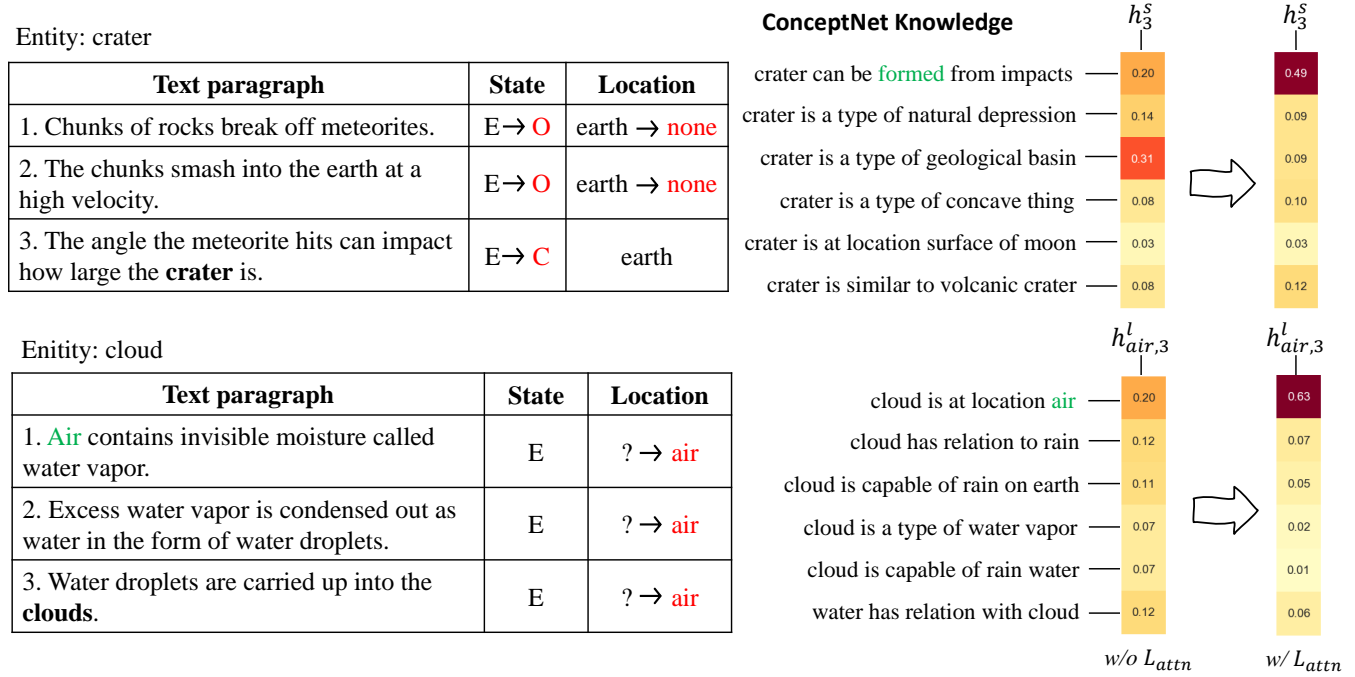 Entity: crater
Text paragraph State Location
1. Chunks of rocks break off meteorites. E→ O earth → none
2. The chunks smash into the earth at a
high velocity. E→ O earth → none
3. The angle the meteorite hits can impact
how large the crater is. E→ C earth
ConceptNet Knowledge
h_3^s h_3^s
crater can be formed from impacts 0.20 0.49
crater is a type of natural depression 0.14 0.09
crater is a type of geological basin 0.31 0.09
crater is a type of concave thing 0.08 0.10
crater is at location surface of moon 0.03 0.03
crater is similar to volcanic crater 0.08 0.12
Enitity: cloud
Text paragraph State Location
1. Air contains invisible moisture called
water vapor. E ? → air
2. Excess water vapor is condensed out as
water in the form of water droplets. E ? → air
3. Water droplets are carried up into the
clouds. E ? → air
h_{air,3}^l h_{air,3}^l
cloud is at location air 0.20 0.63
cloud has relation to rain 0.12 0.07
cloud is capable of rain on earth 0.11 0.05
cloud is a type of water vapor 0.07 0.02
cloud is capable of rain water 0.07 0.01
water has relation with cloud 0.12 0.06
w/o L_{attn} w/ L_{attn}